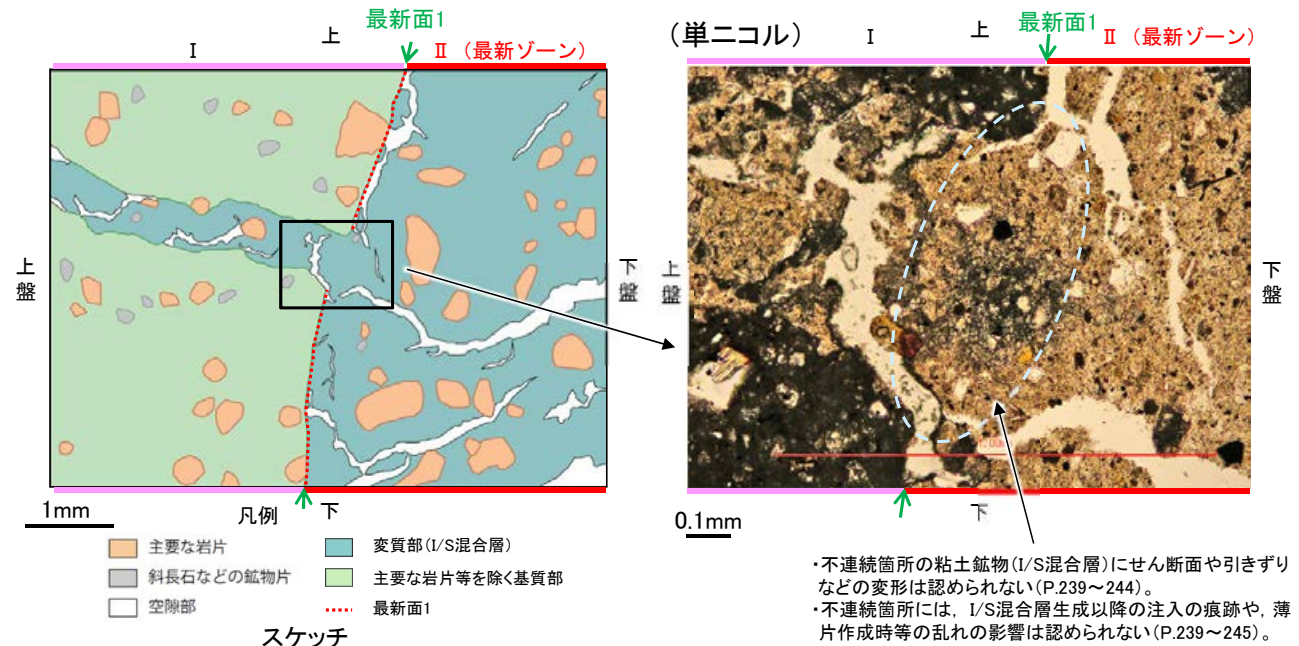 最新面1
I
上
II (最新ゾーン)
上盤
下盤
1mm
凡例
下
主要な岩片
斜長石などの鉱物片
空隙部
変質部(I/S混合層)
主要な岩片等を除く基質部
最新面1
スケッチ
(単ニコル)
I
上
最新面1
II (最新ゾーン)
上盤
下盤
下
0.1mm
・不連続箇所の粘土鉱物(I/S混合層)にせん断面や引きずり
などの変形は認められない(P.239～244)。
・不連続箇所には, I/S混合層生成以降の注入の痕跡や, 薄
片作成時等の乱れの影響は認められない(P.239～245)。